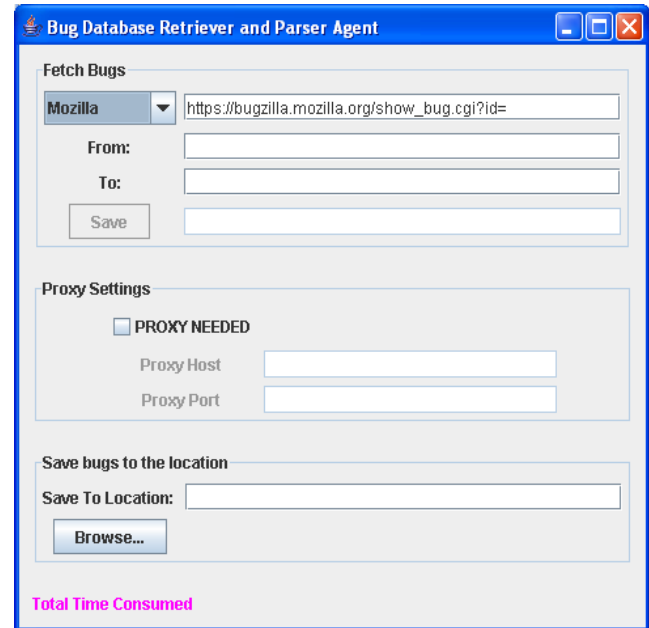 Bug Database Retriever and Parser Agent
Fetch Bugs
Mozilla https://bugzilla.mozilla.org/show_bug.cgi?id=
From:
To:
Save
Proxy Settings
PROXY NEEDED
Proxy Host
Proxy Port
Save bugs to the location
Save To Location:
Browse...
Total Time Consumed